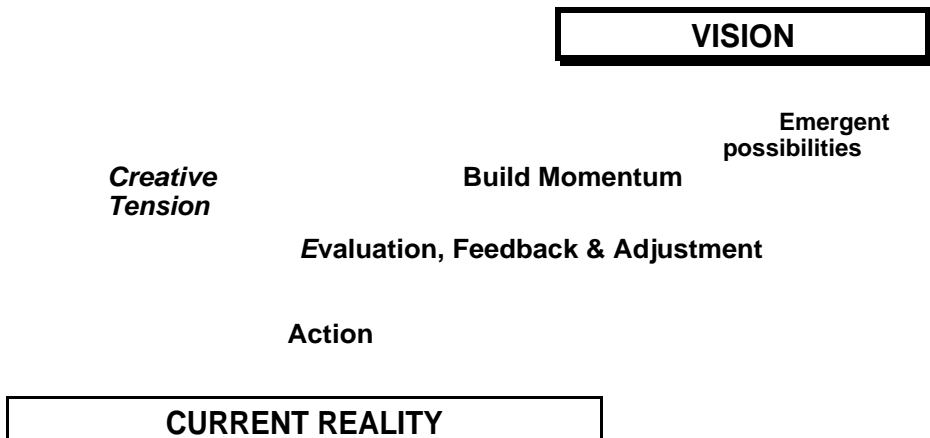 VISION
Emergent
possibilities
Creative
Tension
Build Momentum
Evaluation, Feedback & Adjustment
Action
CURRENT REALITY